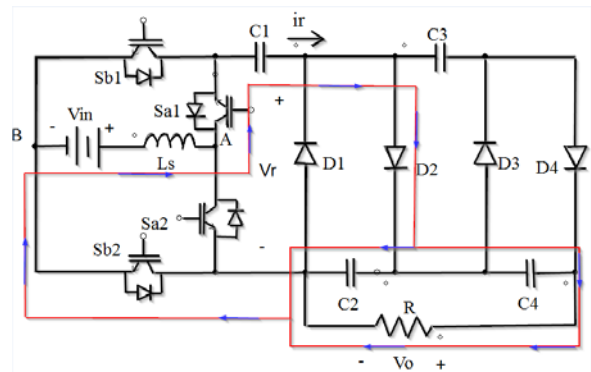 C1
ir
C3
Sb1
Vin
Sa1
+
B
-
+
A
D1
D2
D3
D4
Ls
Vr
Sa2
Sb2
-
C2
C4
R
- Vo +